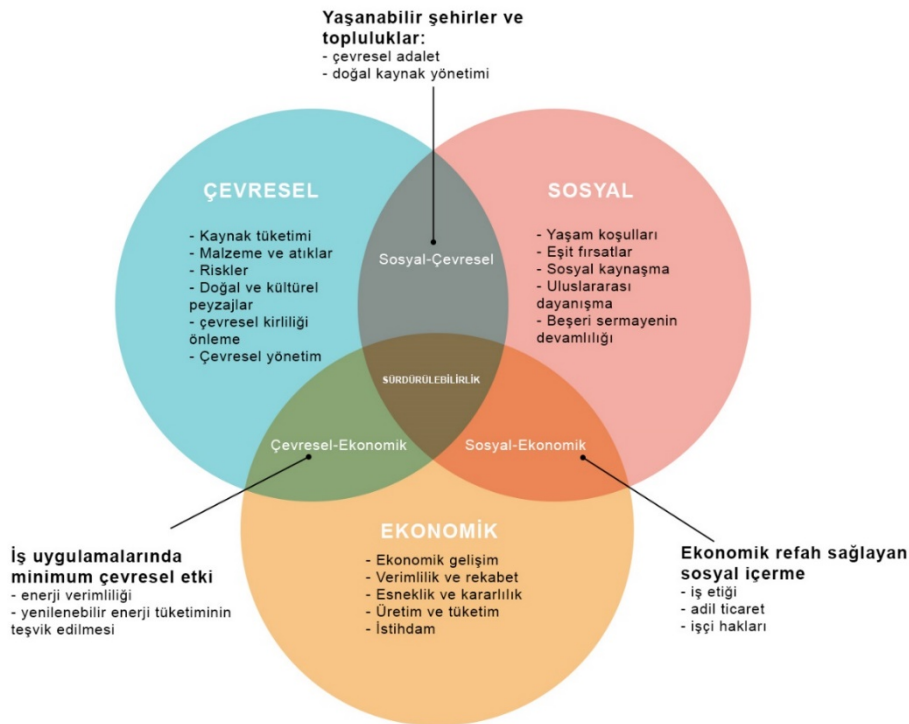 Yaşanabilir şehirler ve
topluluklar:
- çevresel adalet
- doğal kaynak yönetimi
ÇEVRESEL
- Kaynak tüketimi
- Malzeme ve atıklar
- Riskler
- Doğal ve kültürel
peyzajlar
- çevresel kirliliği
önleme
- Çevresel yönetim
SOSYAL
- Yaşam koşulları
- Eşit fırsatlar
- Sosyal kaynaşma
- Uluslararası
dayanışma
- Beşeri sermayenin
devamlılığı
Sosyal-Çevresel
SÜRDÜRÜLEBİLİRLİK
Çevresel-Ekonomik
Sosyal-Ekonomik
EKONOMİK
- Ekonomik gelişim
- Verimlilik ve rekabet
- Esneklik ve kararlılık
- Üretim ve tüketim
- İstihdam
İş uygulamalarında
minimum çevresel etki
- enerji verimliliği
- yenilenebilir enerji tüketiminin
teşvik edilmesi
Ekonomik refah sağlayan
sosyal içerme
- iş etiği
- adil ticaret
- işçi hakları